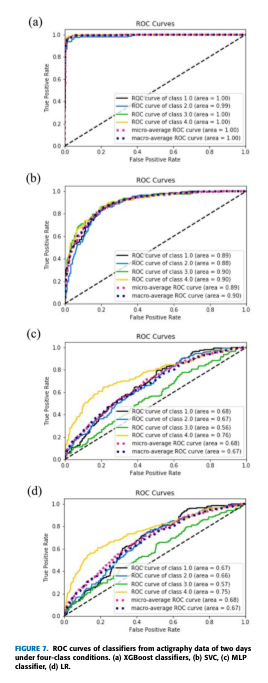 (a)
ROC Curves
True Positive Rate
1.0
0.8
0.6
0.4
0.2
0.0
ROC curve of class 1.0 (area = 1.00)
ROC curve of class 2.0 (area = 0.99)
ROC curve of class 3.0 (area = 1.00)
ROC curve of class 4.0 (area = 1.00)
micro-average ROC curve (area = 1.00)
macro-average ROC curve (area = 1.00)
0.0 0.2 0.4 0.6 0.8 1.0
False Positive Rate
(b)
ROC Curves
True Positive Rate
1.0
0.8
0.6
0.4
0.2
0.0
ROC curve of class 1.0 (area = 0.89)
ROC curve of class 2.0 (area = 0.88)
ROC curve of class 3.0 (area = 0.90)
ROC curve of class 4.0 (area = 0.90)
micro-average ROC curve (area = 0.89)
macro-average ROC curve (area = 0.90)
0.0 0.2 0.4 0.6 0.8 1.0
False Positive Rate
(c)
ROC Curves
True Positive Rate
1.0
0.8
0.6
0.4
0.2
0.0
ROC curve of class 1.0 (area = 0.68)
ROC curve of class 2.0 (area = 0.67)
ROC curve of class 3.0 (area = 0.56)
ROC curve of class 4.0 (area = 0.76)
micro-average ROC curve (area = 0.68)
macro-average ROC curve (area = 0.67)
0.0 0.2 0.4 0.6 0.8 1.0
False Positive Rate
(d)
ROC Curves
True Positive Rate
1.0
0.8
0.6
0.4
0.2
0.0
ROC curve of class 1.0 (area = 0.67)
ROC curve of class 2.0 (area = 0.66)
ROC curve of class 3.0 (area = 0.57)
ROC curve of class 4.0 (area = 0.75)
micro-average ROC curve (area = 0.68)
macro-average ROC curve (area = 0.67)
0.0 0.2 0.4 0.6 0.8 1.0
False Positive Rate
FIGURE 7. ROC curves of classifiers from actigraphy data of two days
under four-class conditions. (a) XGBoost classifiers, (b) SVC, (c) MLP
classifier, (d) LR.